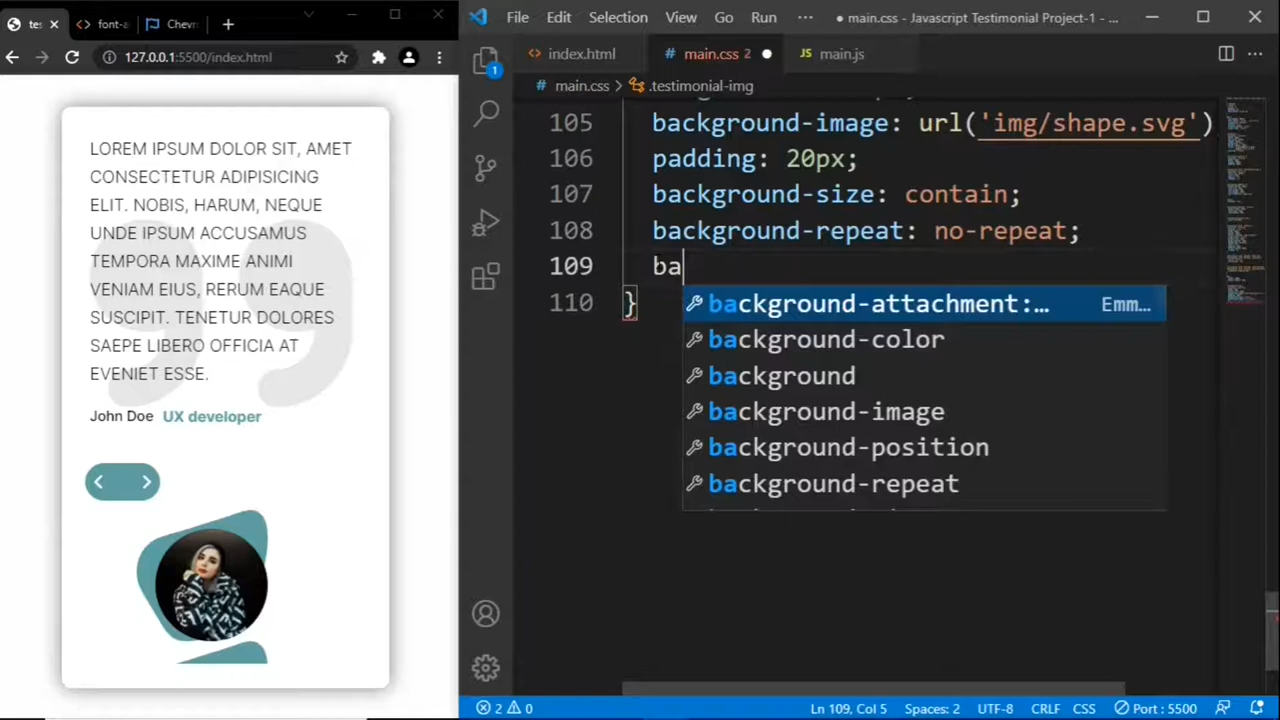 tes
font-a
Chevr
File Edit Selection View Go Run ... ● main.css - Javascript Testimonial Project-1 - ...
127.0.0.1:5500/index.html
index.html
# main.css 2 ●
JS main.js
# main.css > .testimonial-img
LOREM IPSUM DOLOR SIT, AMET
CONSECTETUR ADIPISICING
ELIT. NOBIS, HARUM, NEQUE
UNDE IPSUM ACCUSAMUS
TEMPORA MAXIME ANIMI
VENIAM EIUS, RERUM EAQUE
SUSCIPIT. TENETUR DOLORES
SAEPE LIBERO OFFICIA AT
EVENIET ESSE.
John Doe UX developer
1
105 background-image: url('img/shape.svg')
106 padding: 20px;
107 background-size: contain;
108 background-repeat: no-repeat;
109 ba
110 }
background-attachment:... Emm...
background-color
background
background-image
background-position
background-repeat
2 0 Ln 109, Col 5 Spaces: 2 UTF-8 CRLF CSS Port : 5500